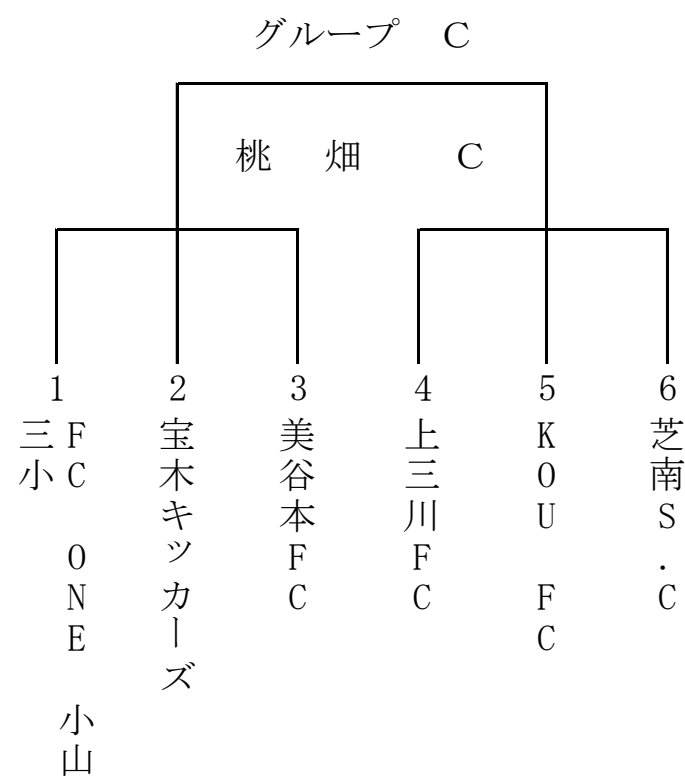 グループ　C
桃　畑　　C
1
2
3
4
5
6
FC ONE 小山
三小
宝木キッカーズ
美谷本FC
上三川FC
KOU FC
芝南S.C